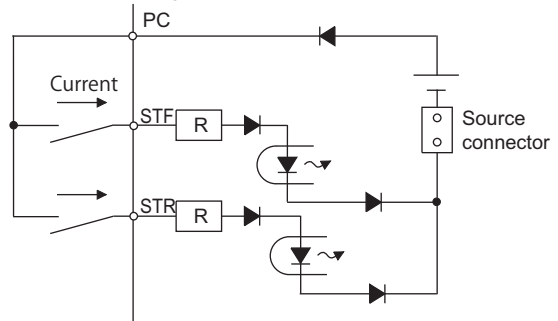 PC
Current
STF
R
Source
connector
STR
R